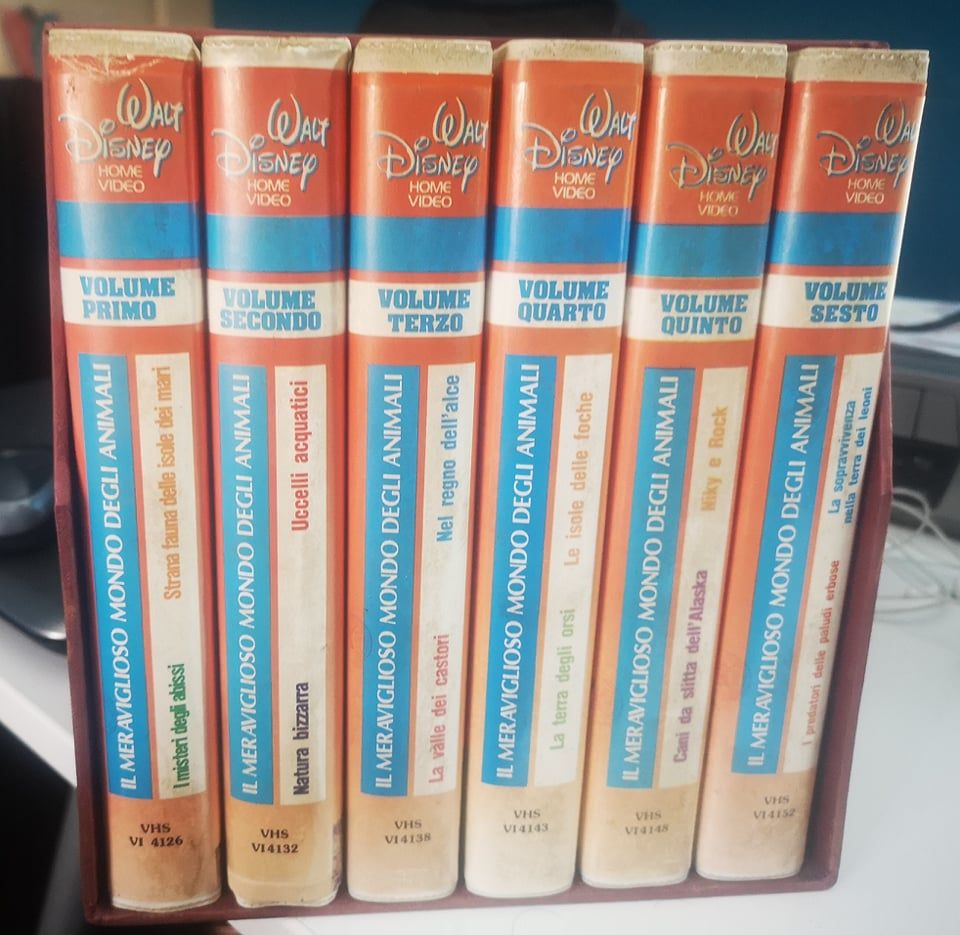 WALT
DISNEY
HOME
VIDEO
VOLUME
PRIMO
IL MERAVIGLIOSO MONDO DEGLI ANIMALI
I misteri degli abissi
Strana fauna delle isole dei mari
VHS
VI 4126
WALT
DISNEY
HOME
VIDEO
VOLUME
SECONDO
IL MERAVIGLIOSO MONDO DEGLI ANIMALI
Natura bizzarra
Uccelli acquatici
VHS
VI4132
WALT
DISNEY
HOME
VIDEO
VOLUME
TERZO
IL MERAVIGLIOSO MONDO DEGLI ANIMALI
La valle dei castori
Nel regno dell'alce
VHS
VI4138
WALT
DISNEY
HOME
VIDEO
VOLUME
QUARTO
IL MERAVIGLIOSO MONDO DEGLI ANIMALI
La terra degli orsi
Le isole delle foche
VHS
VI4143
WALT
DISNEY
HOME
VIDEO
VOLUME
QUINTO
IL MERAVIGLIOSO MONDO DEGLI ANIMALI
Cani da slitta dell'Alaska
Niky e Rock
VHS
VI4148
WALT
DISNEY
HOME
VIDEO
VOLUME
SESTO
IL MERAVIGLIOSO MONDO DEGLI ANIMALI
I predatori delle paludi erbose
La sopravvivenza
nella terra dei leoni
VHS
VI4152